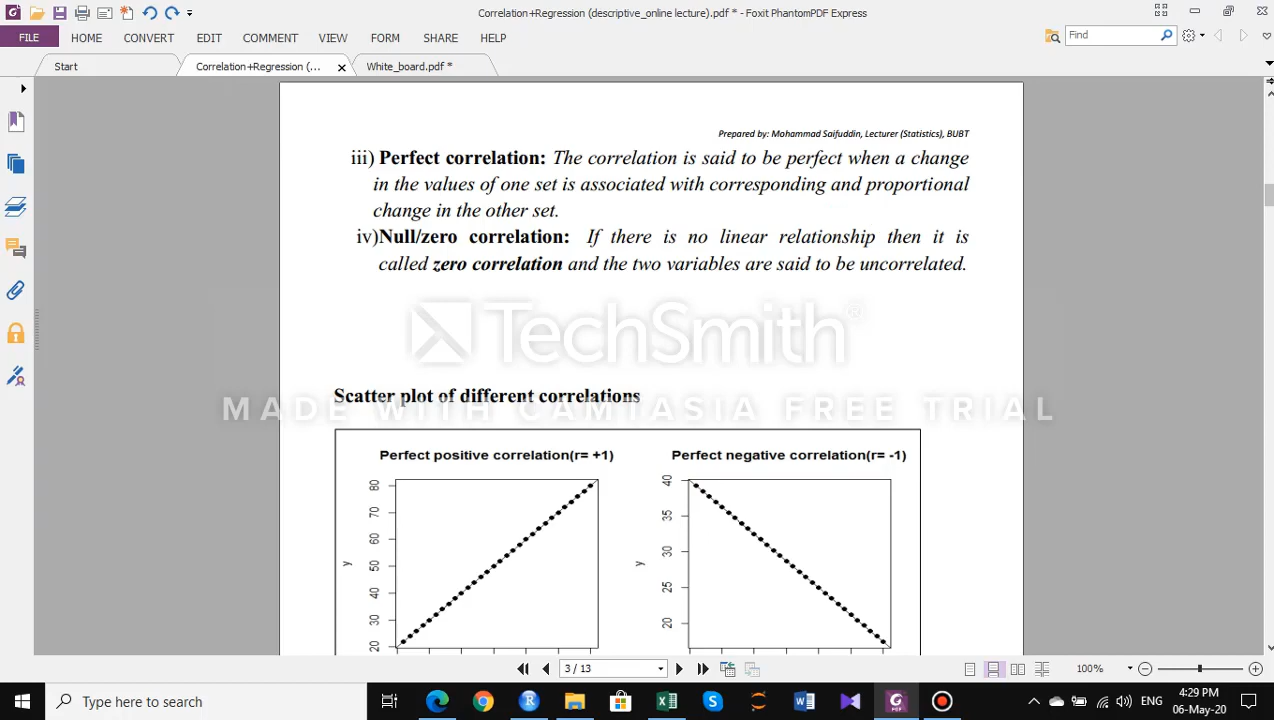 Correlation+Regression (descriptive_online lecture).pdf * - Foxit PhantomPDF Express
FILE HOME CONVERT EDIT COMMENT VIEW FORM SHARE HELP
Find
Start Correlation+Regression (... White_board.pdf *
Prepared by: Mohammad Saifuddin, Lecturer (Statistics), BUBT
iii) Perfect correlation: The correlation is said to be perfect when a change
in the values of one set is associated with corresponding and proportional
change in the other set.
iv)Null/zero correlation: If there is no linear relationship then it is
called zero correlation and the two variables are said to be uncorrelated.
TechSmith®
Scatter plot of different correlations
MADE WITH CAMTASIA FREE TRIAL
Perfect positive correlation(r= +1)
80
70
60
50
40
30
20
y
Perfect negative correlation(r= -1)
40
35
30
25
20
y
3 / 13
100%
Type here to search
ENG
4:29 PM
06-May-20